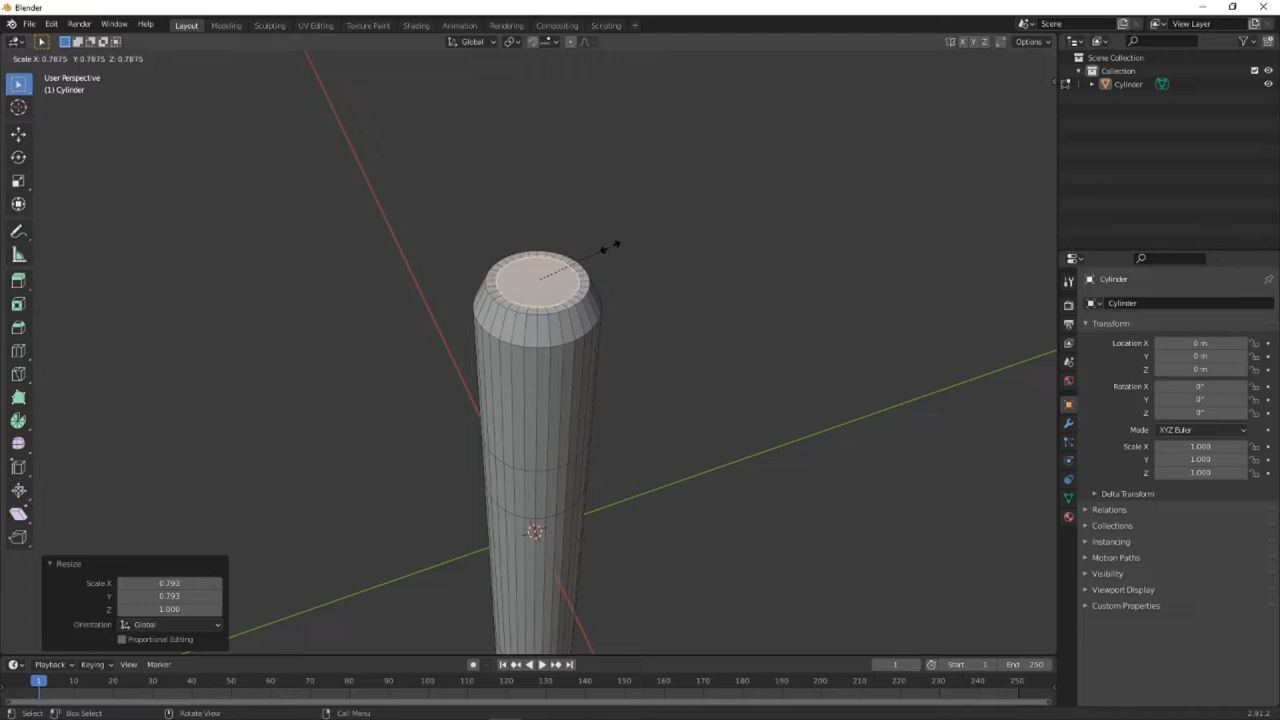 Blender
File Edit Render Window Help Layout Modeling Sculpting UV Editing Texture Paint Shading Animation Rendering Compositing Scripting + Scene View Layer
Global X Y Z Options
Scale X: 0.7875 Y: 0.7875 Z: 0.7875
User Perspective
(1) Cylinder
Scene Collection
Collection
Cylinder
Cylinder
Cylinder
Transform
Location X 0 m
Y 0 m
Z 0 m
Rotation X 0°
Y 0°
Z 0°
Mode XYZ Euler
Scale X 1.000
Y 1.000
Z 1.000
Delta Transform
Relations
Collections
Instancing
Motion Paths
Visibility
Viewport Display
Custom Properties
Resize
Scale X 0.793
Y 0.793
Z 1.000
Orientation Global
Proportional Editing
Playback Keying View Marker 1 Start 1 End 250
1 10 20 30 40 50 60 70 80 90 100 110 120 130 140 150 160 170 180 190 200 210 220 230 240 250
Select Box Select Rotate View Call Menu 2.91.2